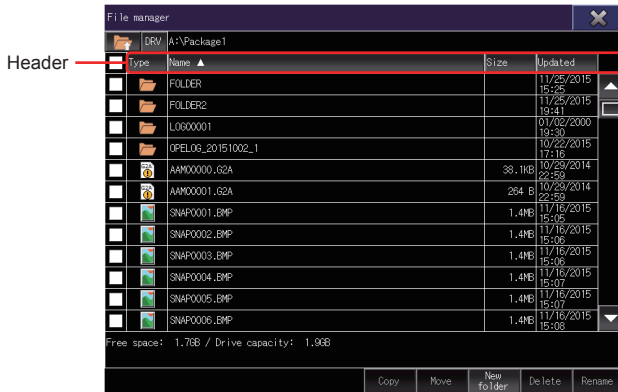 File manager
DRV A:\Package1
Header
Type Name ▲ Size Updated
FOLDER 11/25/2015 15:25
FOLDER2 11/25/2015 19:41
LOG00001 01/02/2000 19:30
OPELOG_20151002_1 10/22/2015 17:16
G2A AAM00000.G2A 38.1KB 10/29/2014 22:59
G2A AAM00001.G2A 264 B 10/29/2014 22:59
SNAP0001.BMP 1.4MB 11/16/2015 15:05
SNAP0002.BMP 1.4MB 11/16/2015 15:06
SNAP0003.BMP 1.4MB 11/16/2015 15:06
SNAP0004.BMP 1.4MB 11/16/2015 15:07
SNAP0005.BMP 1.4MB 11/16/2015 15:07
SNAP0006.BMP 1.4MB 11/16/2015 15:08
Free space: 1.7GB / Drive capacity: 1.9GB
Copy Move New folder Delete Rename